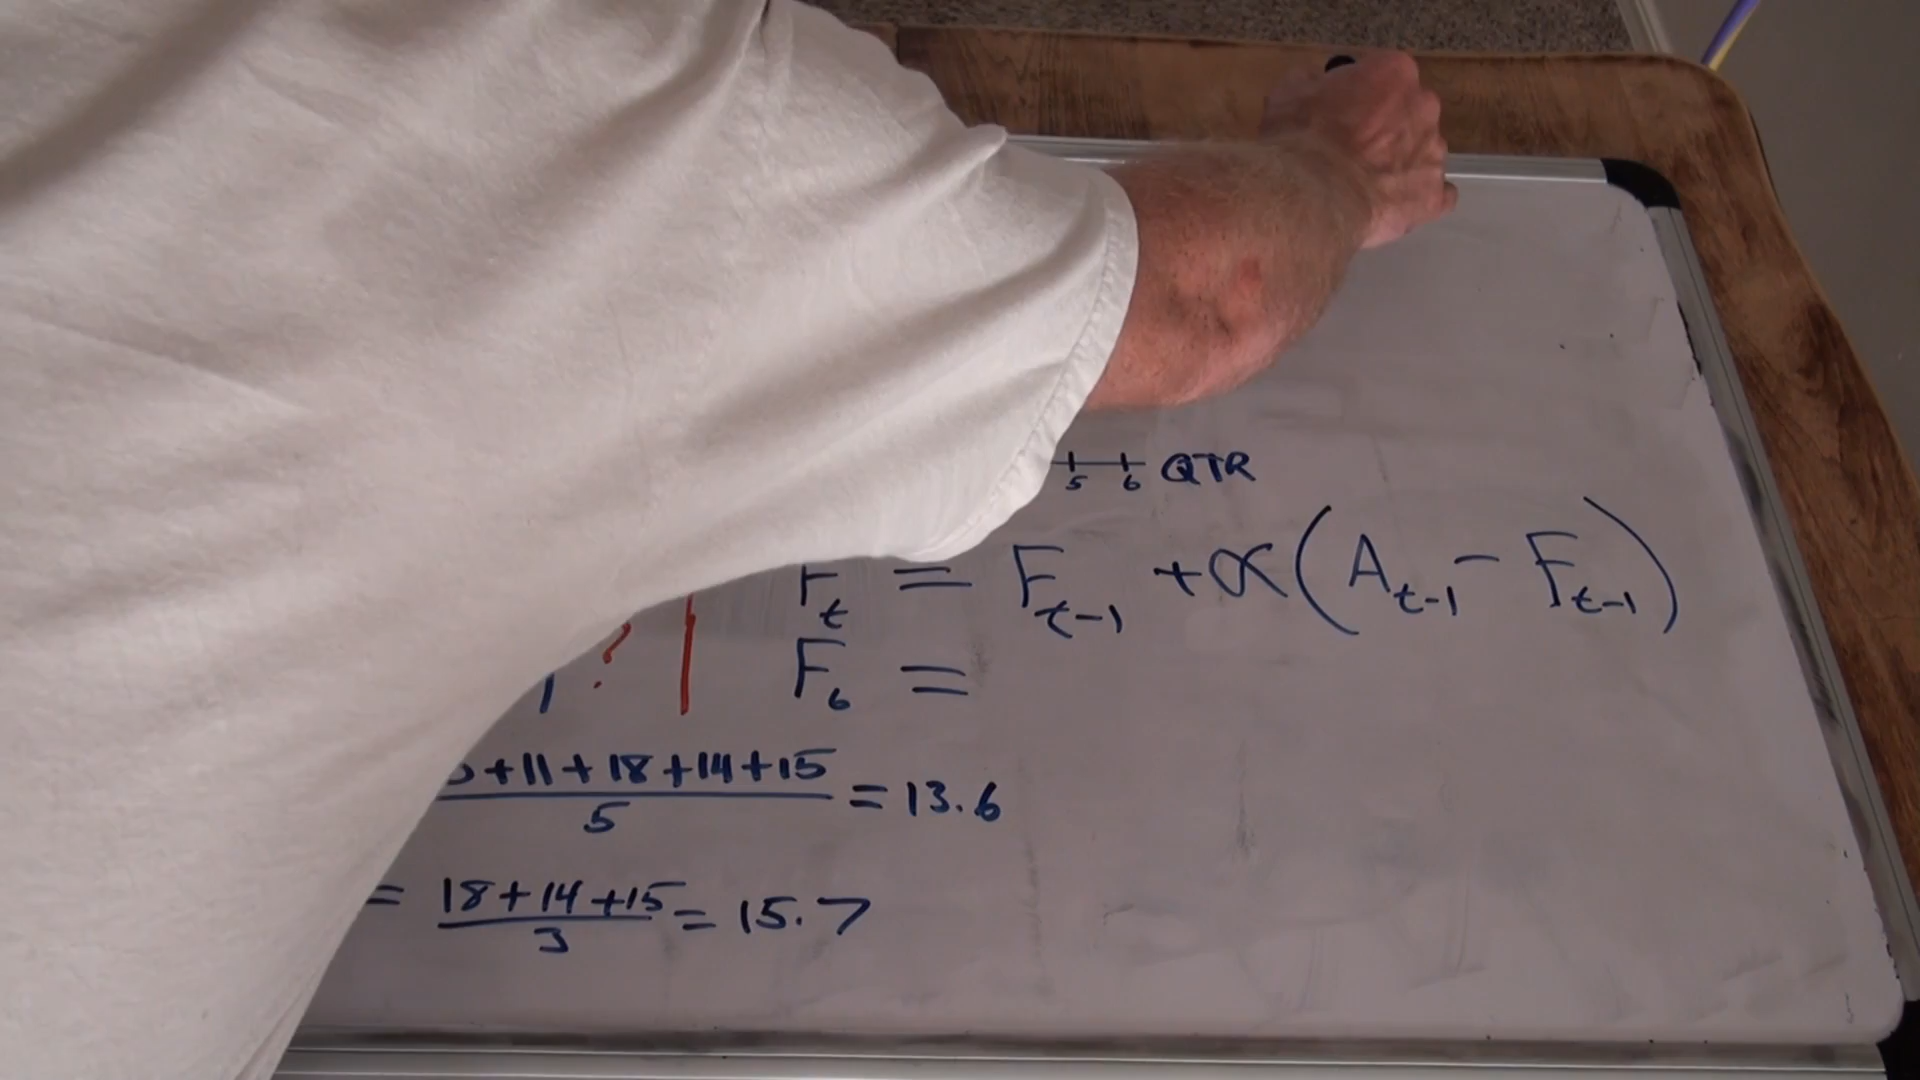 5 6 QTR
Fₜ = Fₜ₋₁ + α(Aₜ₋₁ - Fₜ₋₁)
?
F₆ =
+11+18+14+15 / 5 = 13.6
= 18+14+15 / 3 = 15.7